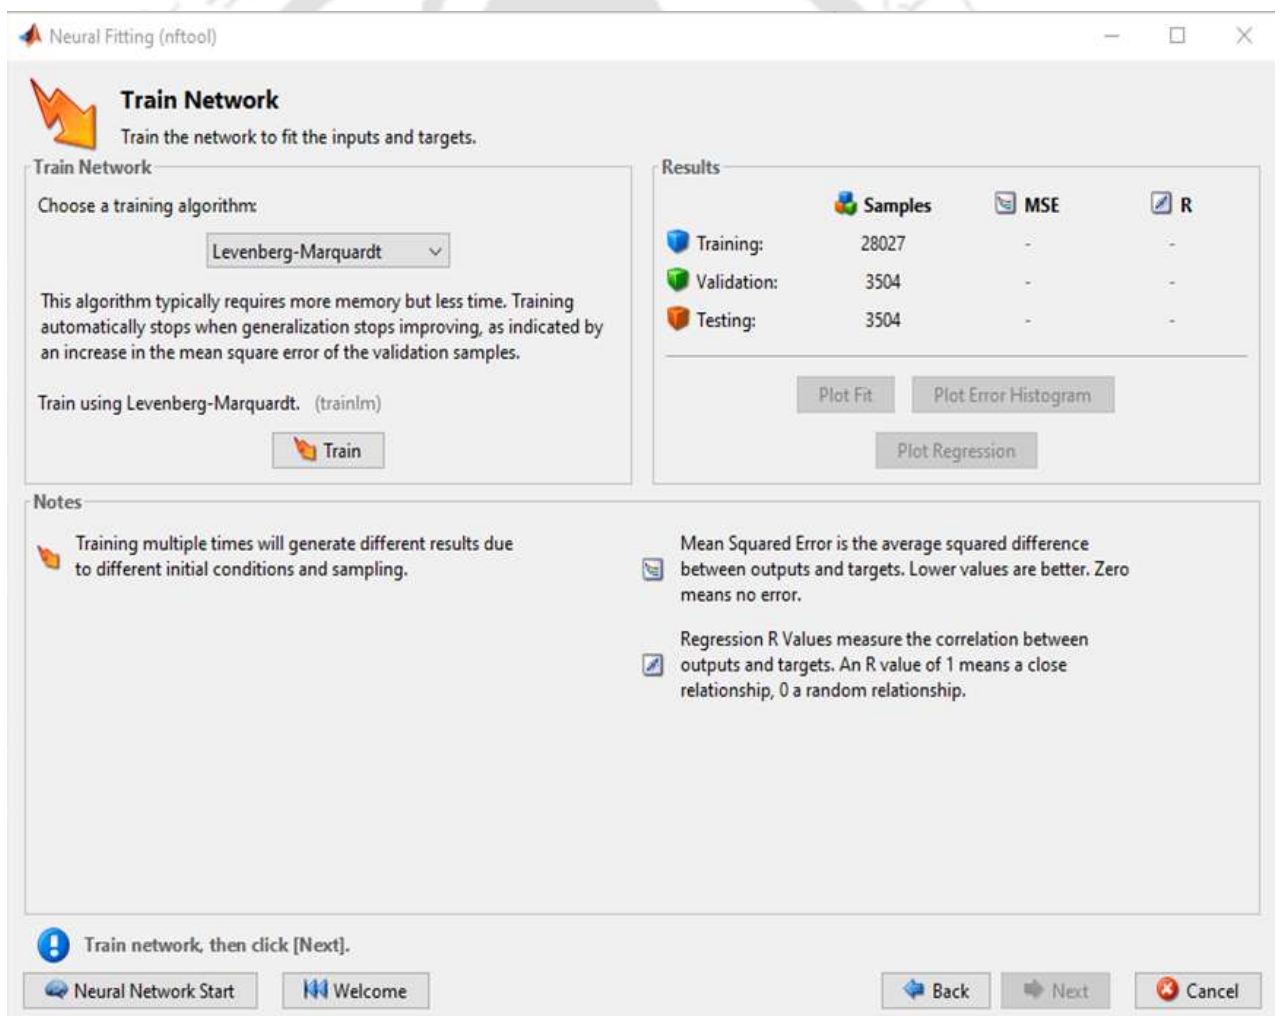 Neural Fitting (nftool)
Train Network
Train the network to fit the inputs and targets.
Train Network
Choose a training algorithm:
Levenberg-Marquardt
This algorithm typically requires more memory but less time. Training
automatically stops when generalization stops improving, as indicated by
an increase in the mean square error of the validation samples.
Train using Levenberg-Marquardt. (trainlm)
Train
Results
Samples MSE R
Training: 28027 - -
Validation: 3504 - -
Testing: 3504 - -
Plot Fit Plot Error Histogram
Plot Regression
Notes
Training multiple times will generate different results due
to different initial conditions and sampling.
Mean Squared Error is the average squared difference
between outputs and targets. Lower values are better. Zero
means no error.
Regression R Values measure the correlation between
outputs and targets. An R value of 1 means a close
relationship, 0 a random relationship.
Train network, then click [Next].
Neural Network Start Welcome Back Next Cancel